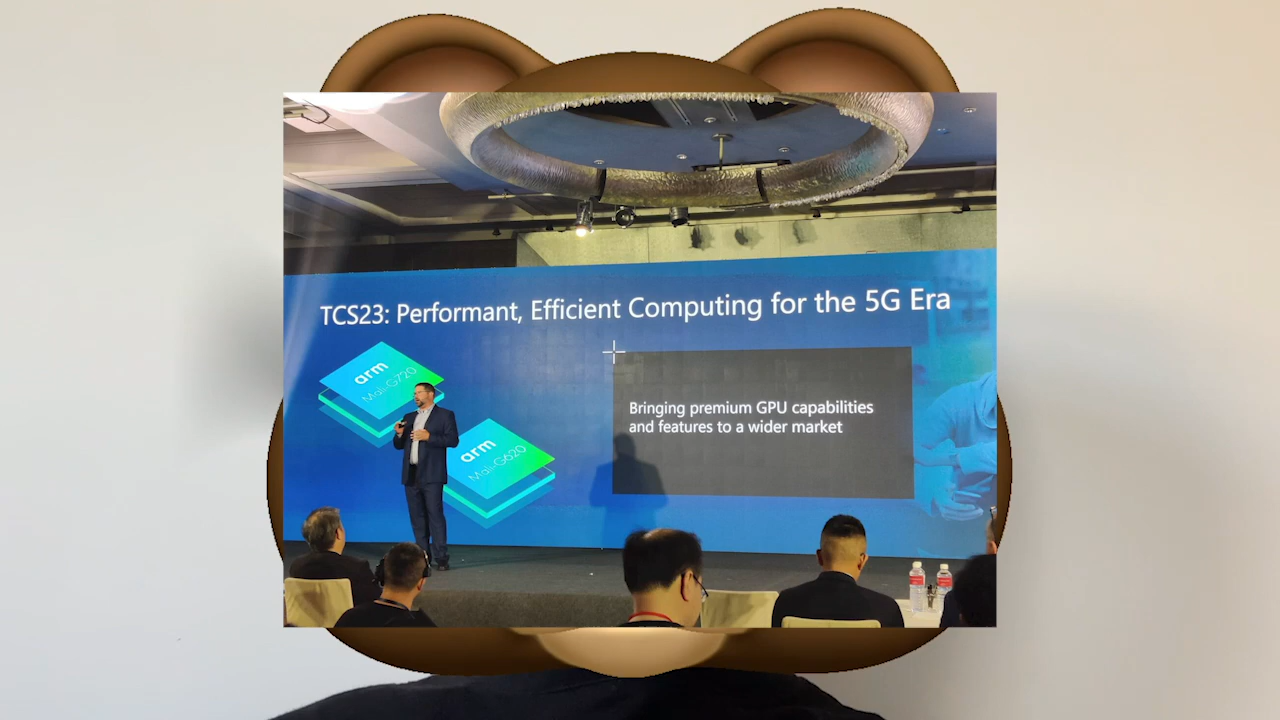 TCS23: Performant, Efficient Computing for the 5G Era
arm
Mali-G720
arm
Mali-G620
Bringing premium GPU capabilities
and features to a wider market